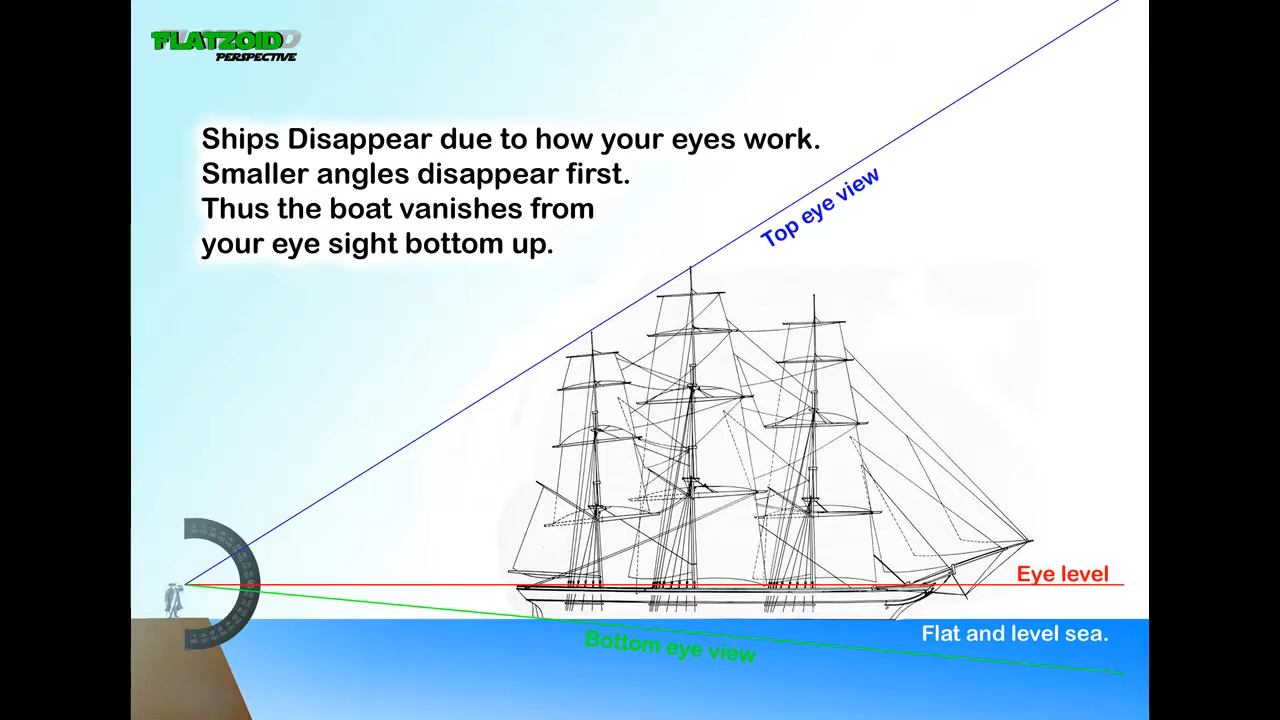 FLATZOID
PERSPECTIVE
Ships Disappear due to how your eyes work.
Smaller angles disappear first.
Thus the boat vanishes from
your eye sight bottom up.
Top eye view
Eye level
Flat and level sea.
Bottom eye view